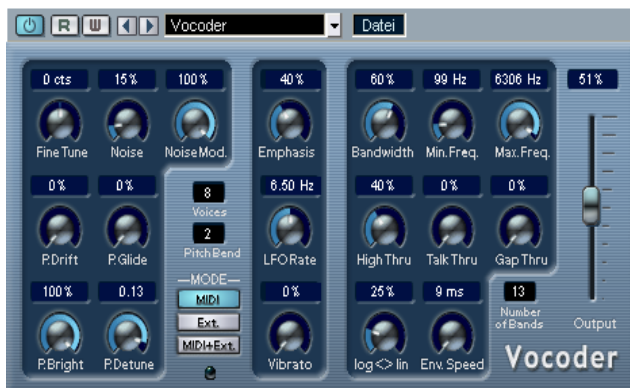 R W Vocoder Datei
0 cts 15% 100% 40% 60% 99 Hz 6306 Hz 51%
Fine Tune Noise Noise Mod. Emphasis Bandwidth Min. Freq. Max. Freq.
0% 0% 8 6.50 Hz 40% 0% 0%
Voices
2
P.Drift P.Glide Pitch Bend LFO Rate High Thru Talk Thru Gap Thru
MODE
100% 0.13 MIDI 0% 25% 9 ms 13
Ext. Number
of Bands Output
MIDI+Ext.
P.Bright P.Detune Vibrato log<>lin Env. Speed Vocoder